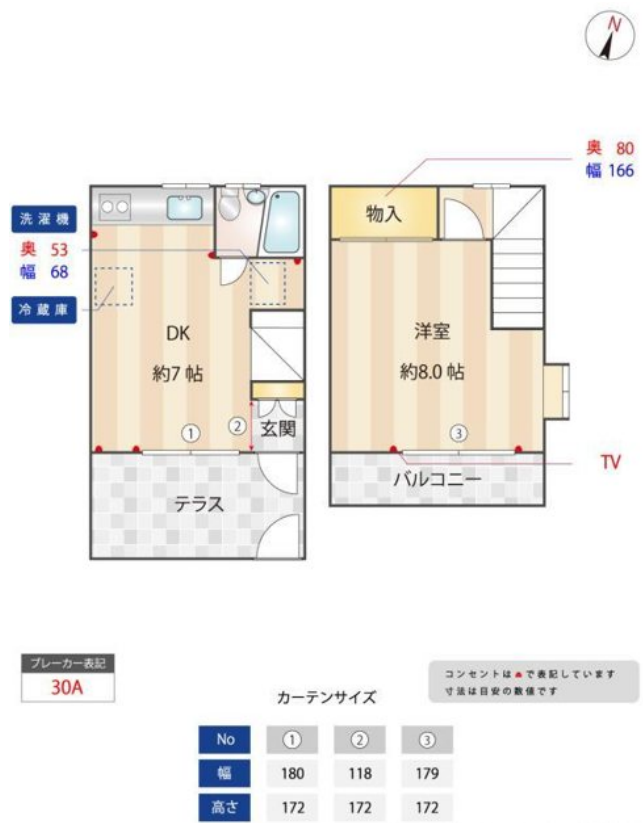 N
奥 80
幅 166
洗濯機
奥 53
幅 68
冷蔵庫
DK
約7 帖
①
②
玄関
テラス
物入
洋室
約8.0 帖
③
TV
バルコニー
ブレーカー表記
30A
コンセントは で表記しています
寸法は目安の数値です
カーテンサイズ
No ① ② ③
幅 180 118 179
高さ 172 172 172